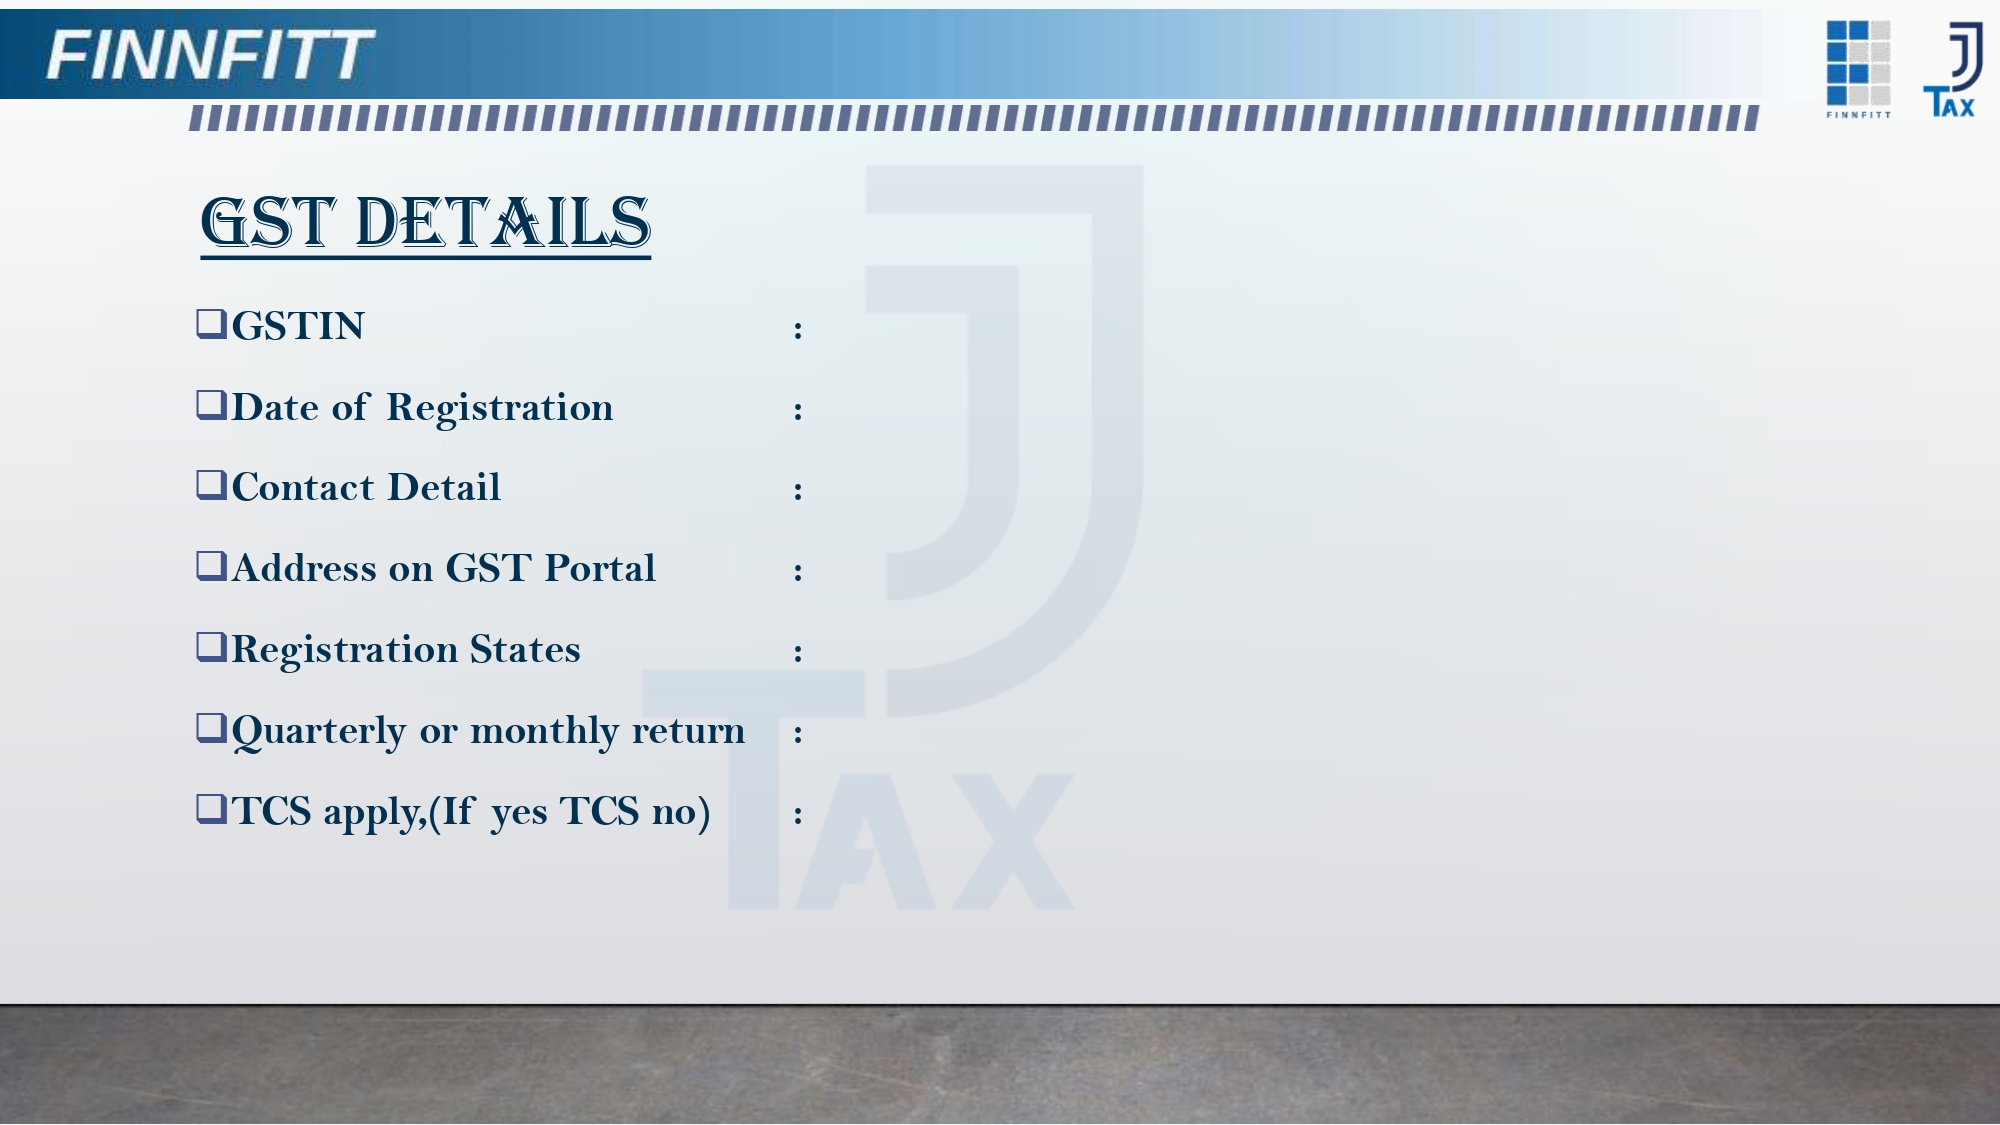 FINNFITT
FINNFITT
J TAX
GST DETAILS
❑GSTIN :
❑Date of Registration :
❑Contact Detail :
❑Address on GST Portal :
❑Registration States :
❑Quarterly or monthly return :
❑TCS apply,(If yes TCS no) :
J
TAX